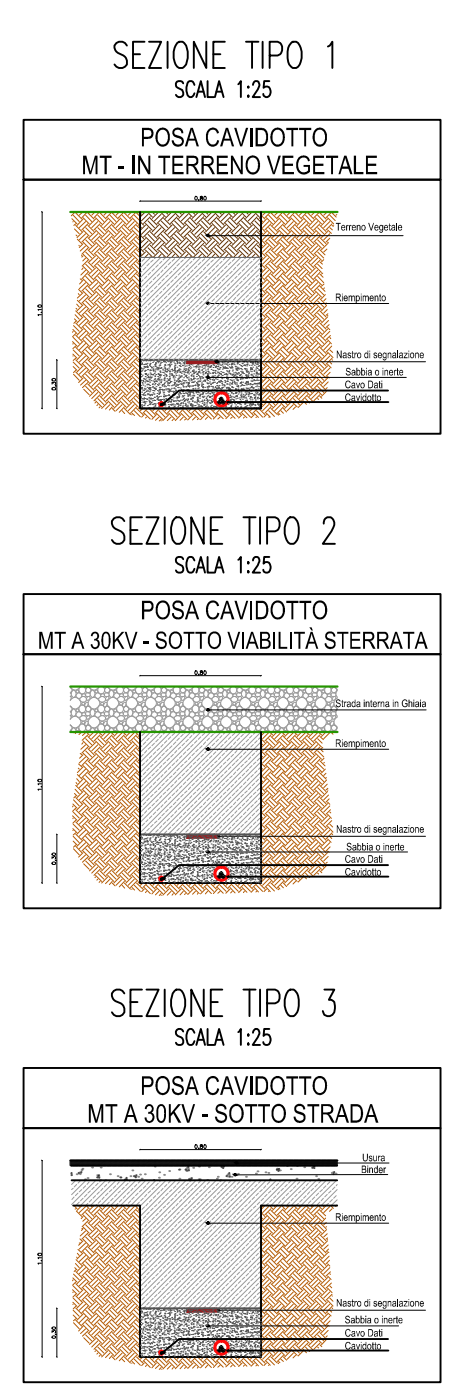 SEZIONE TIPO 1
SCALA 1:25
POSA CAVIDOTTO
MT - IN TERRENO VEGETALE
0,80
Terreno Vegetale
1,10
Riempimento
Nastro di segnalazione
0,30
Sabbia o inerte
Cavo Dati
Cavidotto
SEZIONE TIPO 2
SCALA 1:25
POSA CAVIDOTTO
MT A 30KV - SOTTO VIABILITÀ STERRATA
0,80
Strada interna in Ghiaia
Riempimento
1,10
Nastro di segnalazione
0,30
Sabbia o inerte
Cavo Dati
Cavidotto
SEZIONE TIPO 3
SCALA 1:25
POSA CAVIDOTTO
MT A 30KV - SOTTO STRADA
0,80
Usura
Binder
Riempimento
1,10
Nastro di segnalazione
0,30
Sabbia o inerte
Cavo Dati
Cavidotto